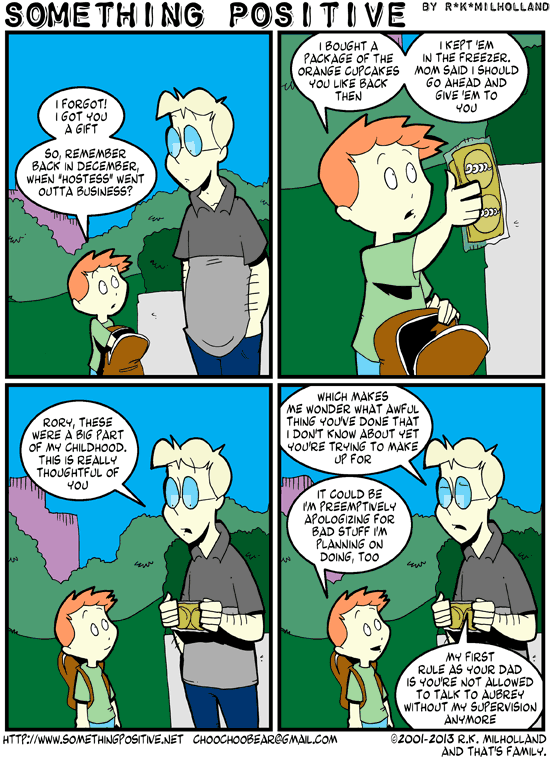 SOMETHING POSITIVE BY R*K*MILHOLLAND
I FORGOT!
I GOT YOU
A GIFT
SO, REMEMBER
BACK IN DECEMBER,
WHEN "HOSTESS" WENT
OUTTA BUSINESS?
I BOUGHT A
PACKAGE OF THE
ORANGE CUPCAKES
YOU LIKE BACK
THEN
I KEPT 'EM
IN THE FREEZER.
MOM SAID I SHOULD
GO AHEAD AND
GIVE 'EM TO
YOU
RORY, THESE
WERE A BIG PART
OF MY CHILDHOOD.
THIS IS REALLY
THOUGHTFUL OF
YOU
WHICH MAKES
ME WONDER WHAT AWFUL
THING YOU'VE DONE THAT
I DON'T KNOW ABOUT YET
YOU'RE TRYING TO MAKE
UP FOR
IT COULD BE
I'M PREEMPTIVELY
APOLOGIZING FOR
BAD STUFF I'M
PLANNING ON
DOING, TOO
MY FIRST
RULE AS YOUR DAD
IS YOU'RE NOT ALLOWED
TO TALK TO AUBREY
WITHOUT MY SUPERVISION
ANYMORE
HTTP://WWW.SOMETHINGPOSITIVE.NET CHOOCHOOBEAR@GMAIL.COM ©2001-2013 R.K. MILHOLLAND
AND THAT'S FAMILY.